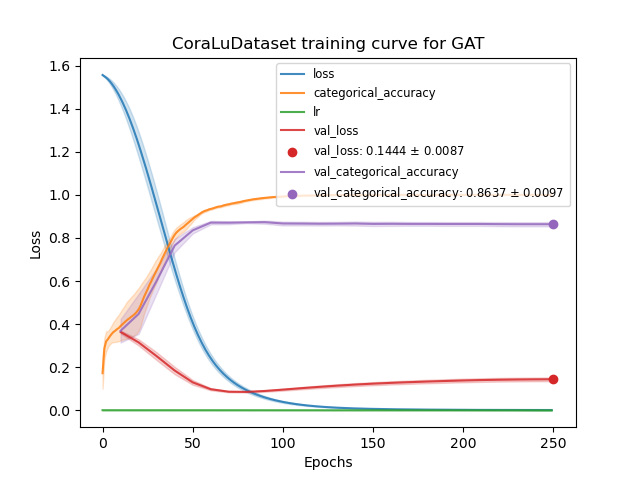 CoraLuDataset training curve for GAT
loss
categorical_accuracy
lr
val_loss
val_loss: 0.1444 ± 0.0087
val_categorical_accuracy
val_categorical_accuracy: 0.8637 ± 0.0097
Loss
1.6
1.4
1.2
1.0
0.8
0.6
0.4
0.2
0.0
0 50 100 150 200 250
Epochs